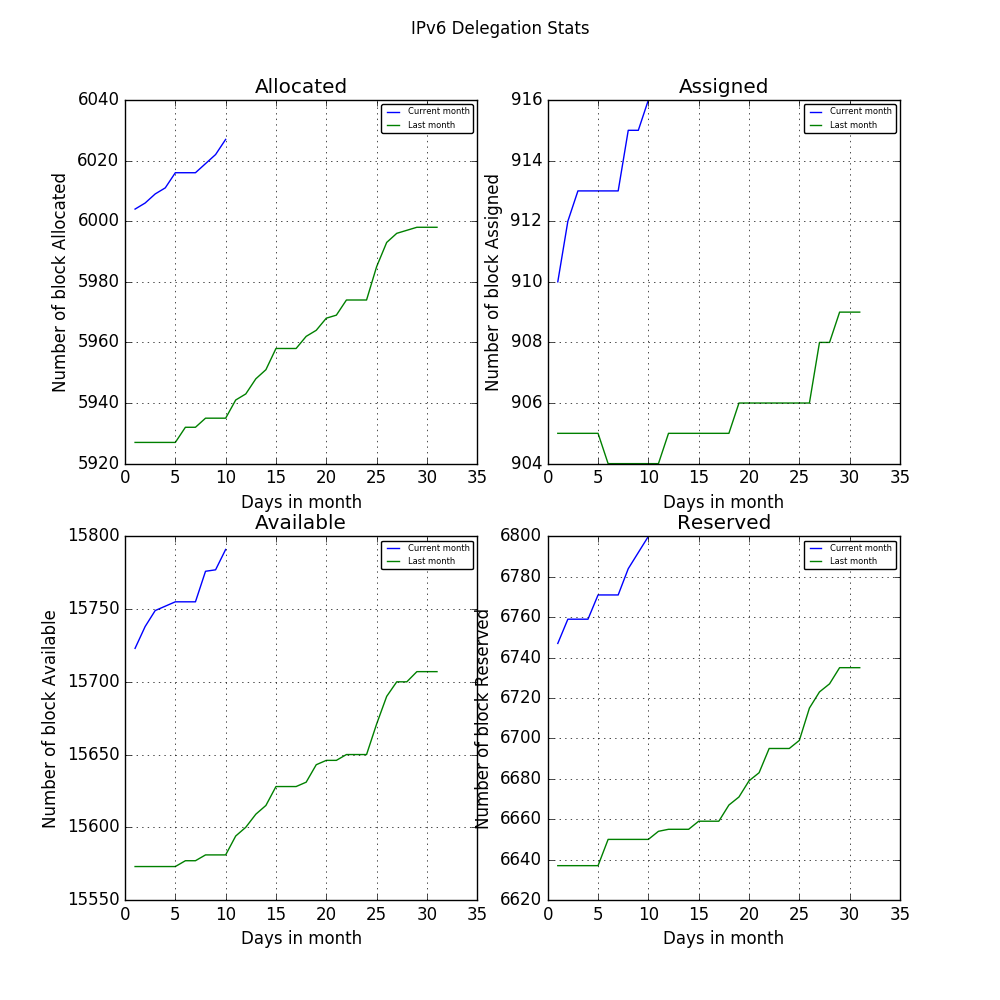 IPv6 Delegation Stats
Allocated
Number of block Allocated
6040
6020
6000
5980
5960
5940
5920
Current month
Last month
0 5 10 15 20 25 30 35
Days in month
Assigned
Number of block Assigned
916
914
912
910
908
906
904
Current month
Last month
0 5 10 15 20 25 30 35
Days in month
Available
Number of block Available
15800
15750
15700
15650
15600
15550
Current month
Last month
0 5 10 15 20 25 30 35
Days in month
Reserved
Number of block Reserved
6800
6780
6760
6740
6720
6700
6680
6660
6640
6620
Current month
Last month
0 5 10 15 20 25 30 35
Days in month